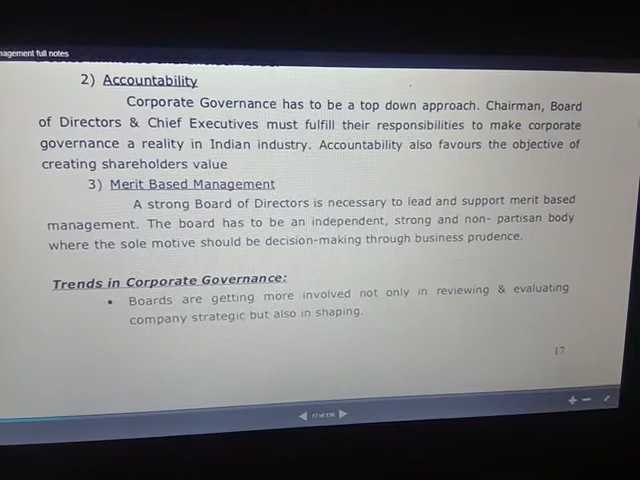 nagement full notes
2) Accountability
Corporate Governance has to be a top down approach. Chairman, Board
of Directors & Chief Executives must fulfill their responsibilities to make corporate
governance a reality in Indian industry. Accountability also favours the objective of
creating shareholders value
3) Merit Based Management
A strong Board of Directors is necessary to lead and support merit based
management. The board has to be an independent, strong and non- partisan body
where the sole motive should be decision-making through business prudence.
Trends in Corporate Governance:
• Boards are getting more involved not only in reviewing & evaluating
company strategic but also in shaping.
17